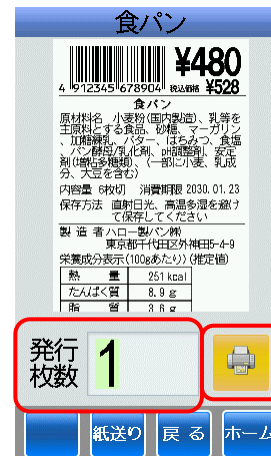 食パン
¥480
4 912345 678904 税込価格 ¥528
食パン
原材料名 小麦粉(国内製造)、乳等を
主原料とする食品、砂糖、マーガリン
、加糖練乳、バター、はちみつ、食塩
、パン酵母/乳化剤、pH調整剤、安定
剤(増粘多糖類)、(一部に小麦、乳成
分、大豆を含む)
内容量 6枚切 消費期限 2030.01.23
保存方法 直射日光、高温多湿を避け
て保存してください
製造者 ハロー製パン㈱
東京都千代田区外神田5-4-9
栄養成分表示(100gあたり)(推定値)
熱量 251kcal
たんぱく質 8.9g
脂質 3.6g
発行
枚数
1
紙送り 戻る ホーム